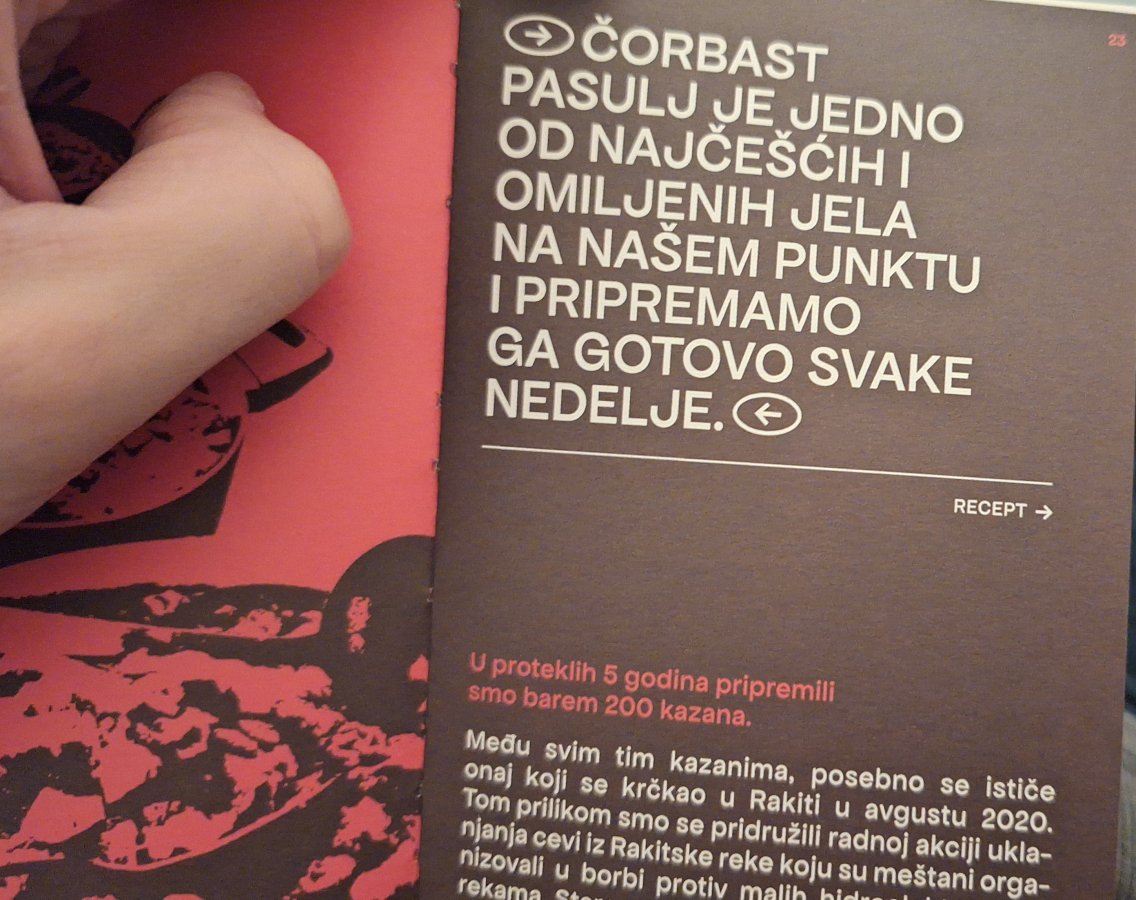 23
→ ČORBAST
PASULJ JE JEDNO
OD NAJČEŠĆIH I
OMILJENIH JELA
NA NAŠEM PUNKTU
I PRIPREMAMO
GA GOTOVO SVAKE
NEDELJE. ←
RECEPT →
U proteklih 5 godina pripremili
smo barem 200 kazana.
Među svim tim kazanima, posebno se ističe
onaj koji se krčkao u Rakiti u avgustu 2020.
Tom prilikom smo se pridružili radnoj akciji ukla-
njanja cevi iz Rakitske reke koju su meštani orga-
nizovali u borbi protiv malih
rekama